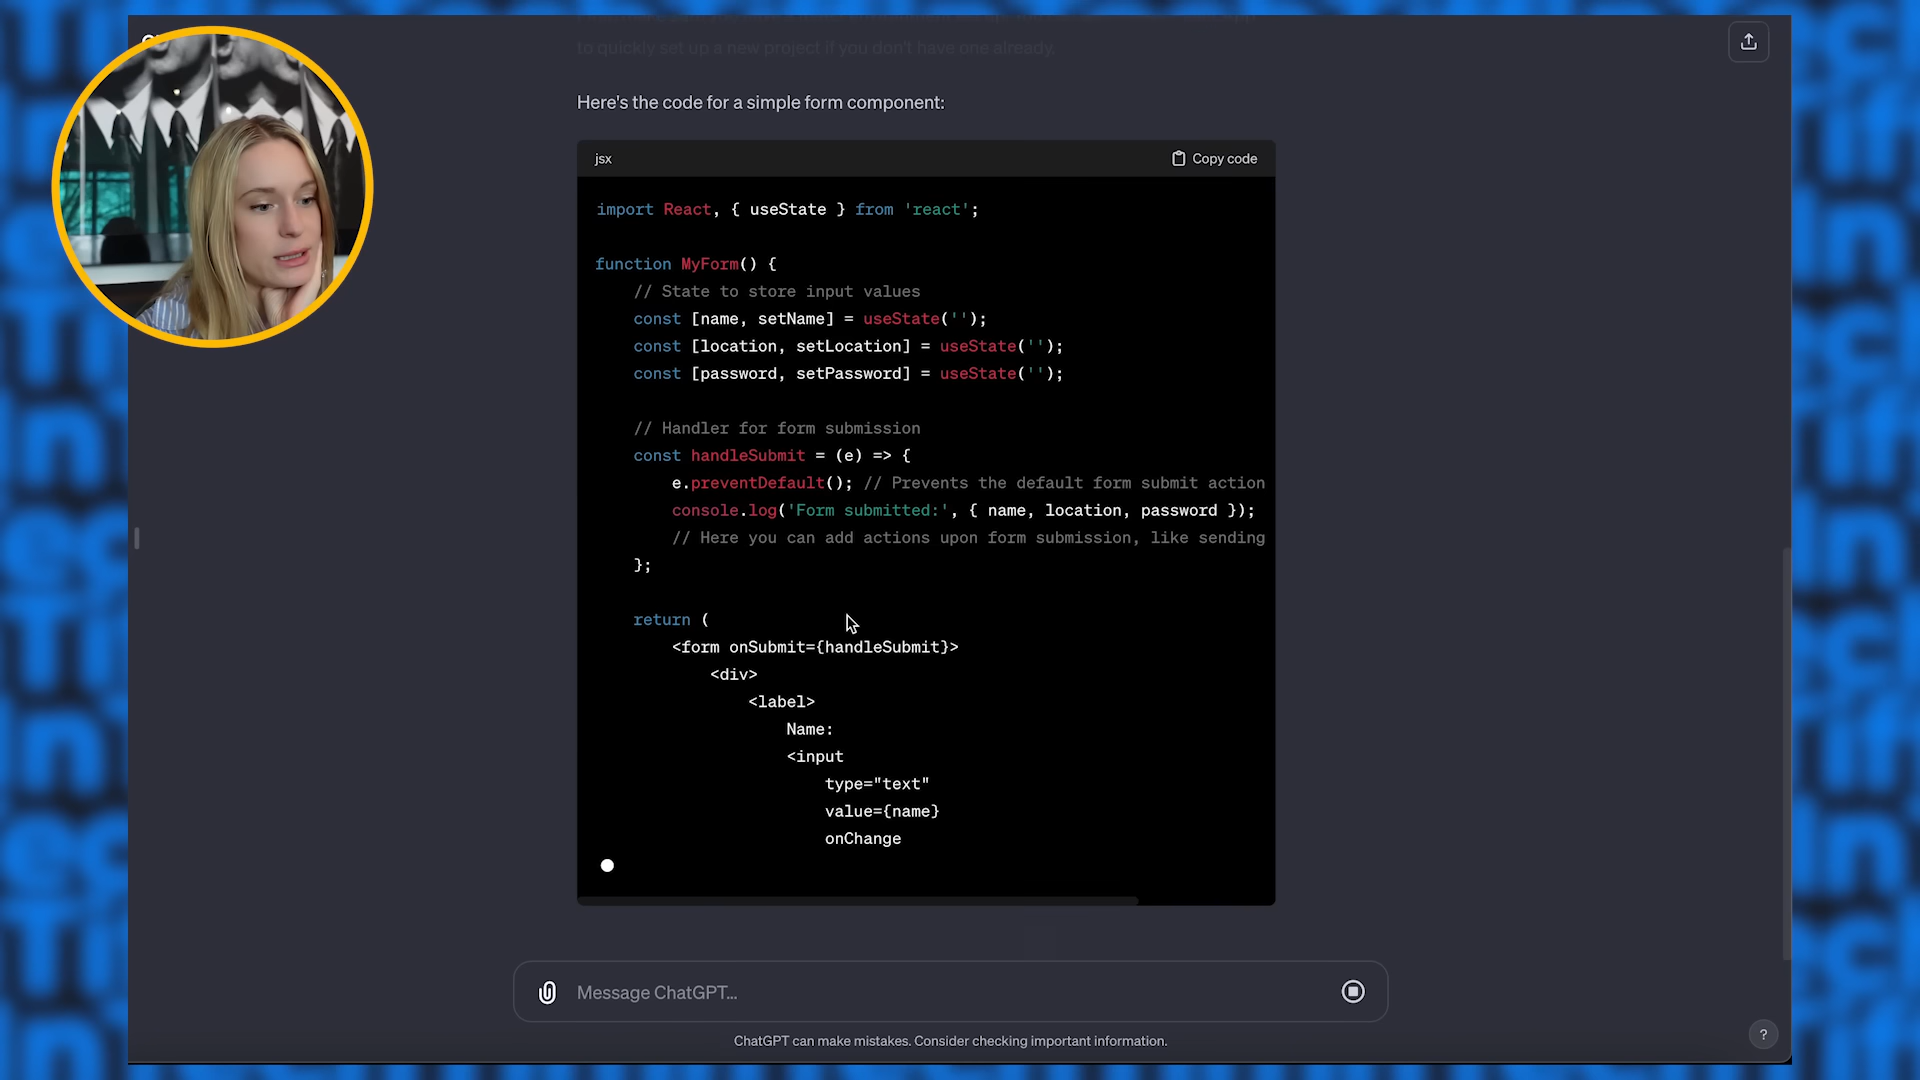 to quickly set up a new project if you don't have one already.
Here's the code for a simple form component:
jsx
Copy code
import React, { useState } from 'react';
function MyForm() {
// State to store input values
const [name, setName] = useState('');
const [location, setLocation] = useState('');
const [password, setPassword] = useState('');
// Handler for form submission
const handleSubmit = (e) => {
e.preventDefault(); // Prevents the default form submit action
console.log('Form submitted:', { name, location, password });
// Here you can add actions upon form submission, like sending
};
return (
<form onSubmit={handleSubmit}>
<div>
<label>
Name:
<input
type="text"
value={name}
onChange
Message ChatGPT...
ChatGPT can make mistakes. Consider checking important information.
?